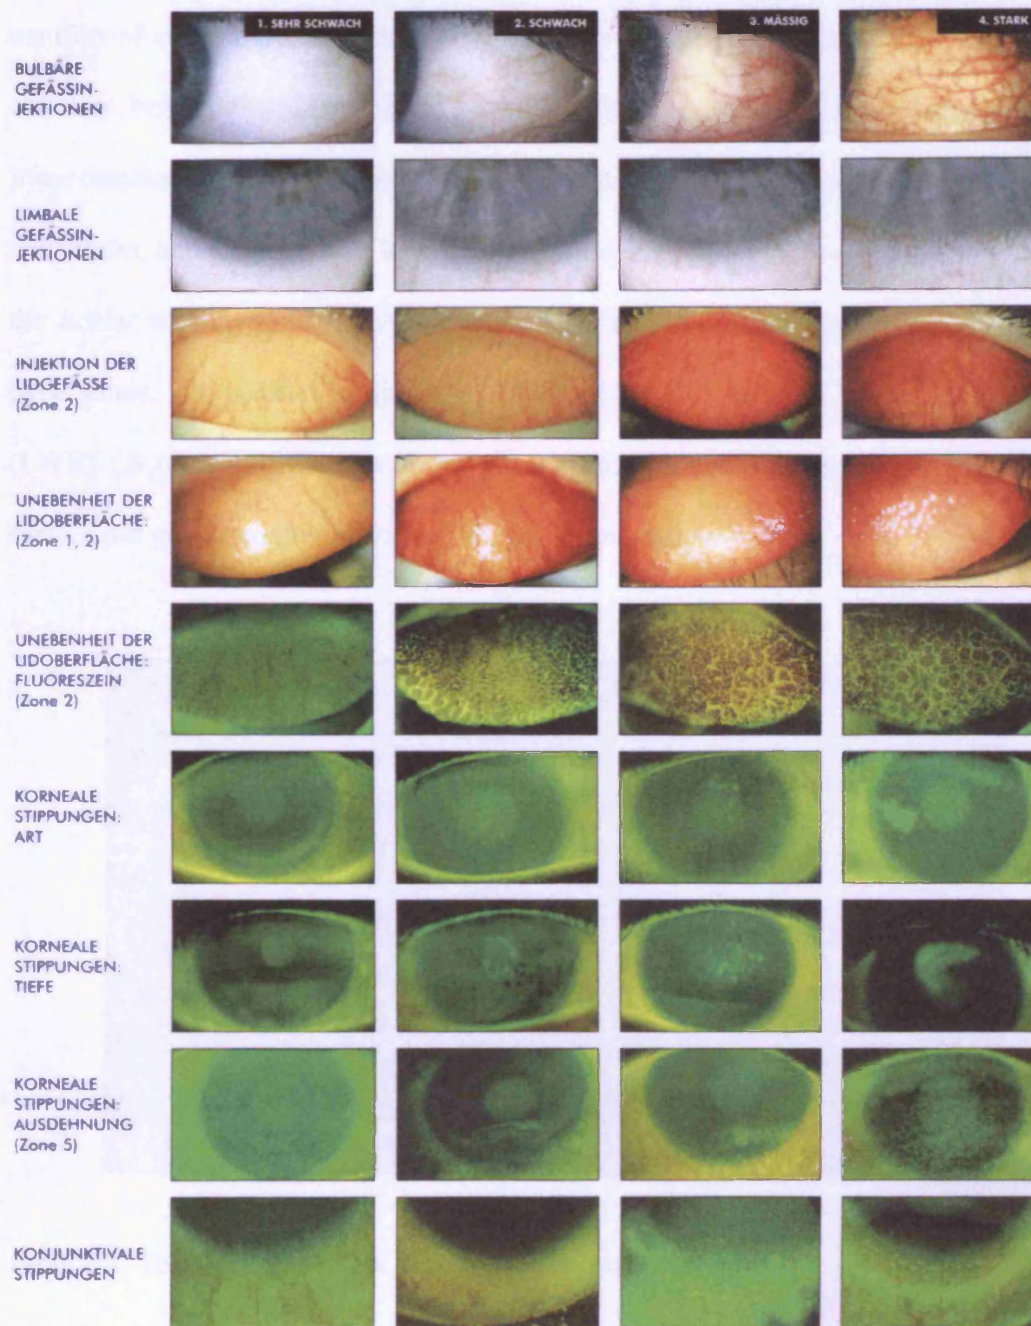 1. SEHR SCHWACH
2. SCHWACH
3. MÄSSIG
4. STARK
BULBÄRE
GEFÄSSIN-
JEKTIONEN
LIMBALE
GEFÄSSIN-
JEKTIONEN
INJEKTION DER
LIDGEFÄSSE
(Zone 2)
UNEBENHEIT DER
LIDOBERFLÄCHE:
(Zone 1, 2)
UNEBENHEIT DER
LIDOBERFLÄCHE:
FLUORESZEIN
(Zone 2)
KORNEALE
STIPPUNGEN:
ART
KORNEALE
STIPPUNGEN:
TIEFE
KORNEALE
STIPPUNGEN:
AUSDEHNUNG
(Zone 5)
KONJUNKTIVALE
STIPPUNGEN